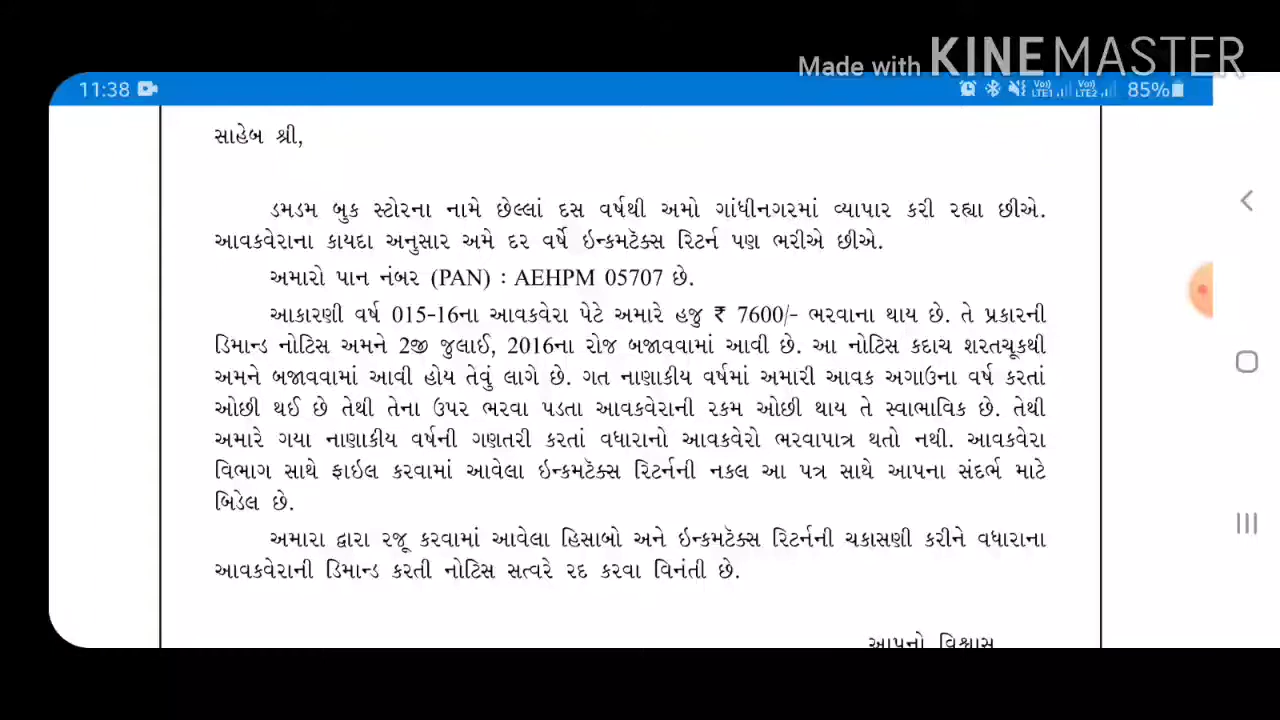 Made with KINEMASTER
11:38 85%
સાહેબ શ્રી,
ડમડમ બુક સ્ટોરના નામે છેલ્લાં દસ વર્ષથી અમો ગાંધીનગરમાં વ્યાપાર કરી રહ્યા છીએ.
આવકવેરાના કાયદા અનુસાર અમે દર વર્ષે ઇન્કમટૅક્સ રિટર્ન પણ ભરીએ છીએ.
અમારો પાન નંબર (PAN) : AEHPM 05707 છે.
આકારણી વર્ષ 015-16ના આવકવેરા પેટે અમારે હજુ ₹ 7600/- ભરવાના થાય છે. તે પ્રકારની
ડિમાન્ડ નોટિસ અમને 2જી જુલાઈ, 2016ના રોજ બજાવવામાં આવી છે. આ નોટિસ કદાચ શરતચૂકથી
અમને બજાવવામાં આવી હોય તેવું લાગે છે. ગત નાણાકીય વર્ષમાં અમારી આવક અગાઉના વર્ષ કરતાં
ઓછી થઈ છે તેથી તેના ઉપર ભરવા પડતા આવકવેરાની રકમ ઓછી થાય તે સ્વાભાવિક છે. તેથી
અમારે ગયા નાણાકીય વર્ષની ગણતરી કરતાં વધારાનો આવકવેરો ભરવાપાત્ર થતો નથી. આવકવેરા
વિભાગ સાથે ફાઇલ કરવામાં આવેલા ઇન્કમટૅક્સ રિટર્નની નકલ આ પત્ર સાથે આપના સંદર્ભ માટે
બિડેલ છે.
અમારા દ્વારા રજૂ કરવામાં આવેલા હિસાબો અને ઇન્કમટૅક્સ રિટર્નની ચકાસણી કરીને વધારાના
આવકવેરાની ડિમાન્ડ કરતી નોટિસ સત્વરે રદ કરવા વિનંતી છે.
આપનો વિશ્વાસુ